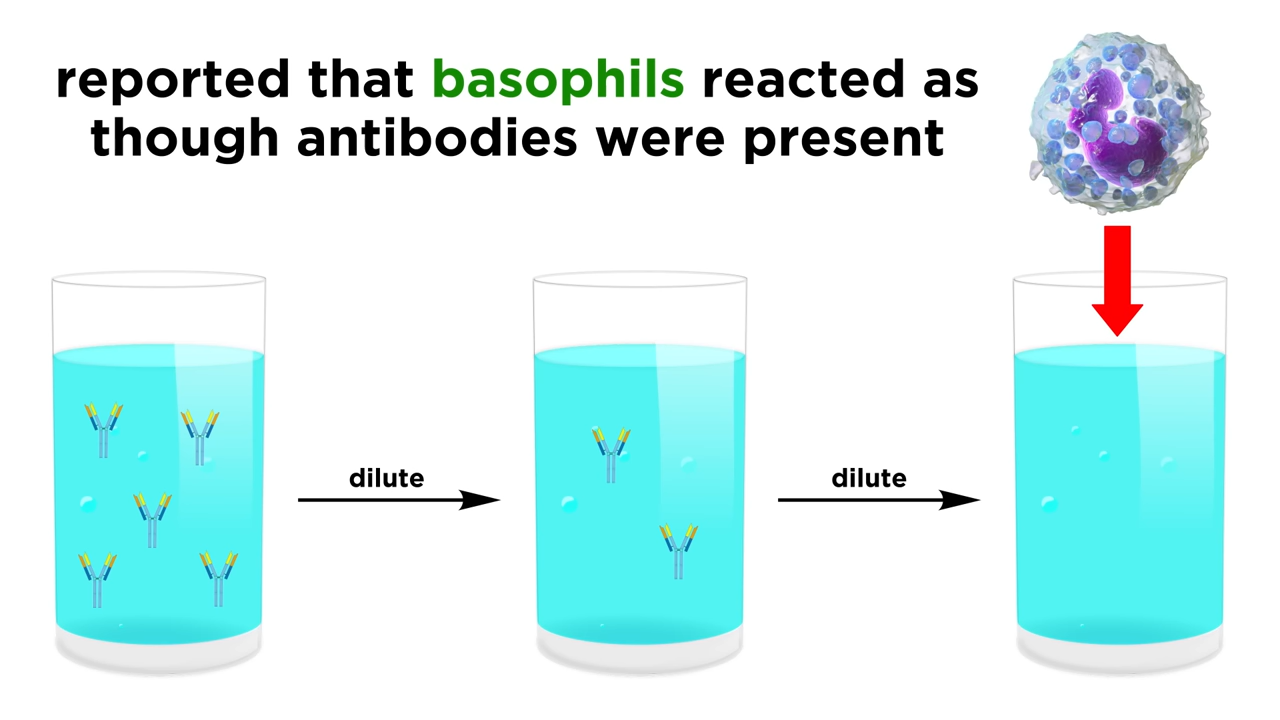 reported that basophils reacted as
though antibodies were present
dilute
dilute